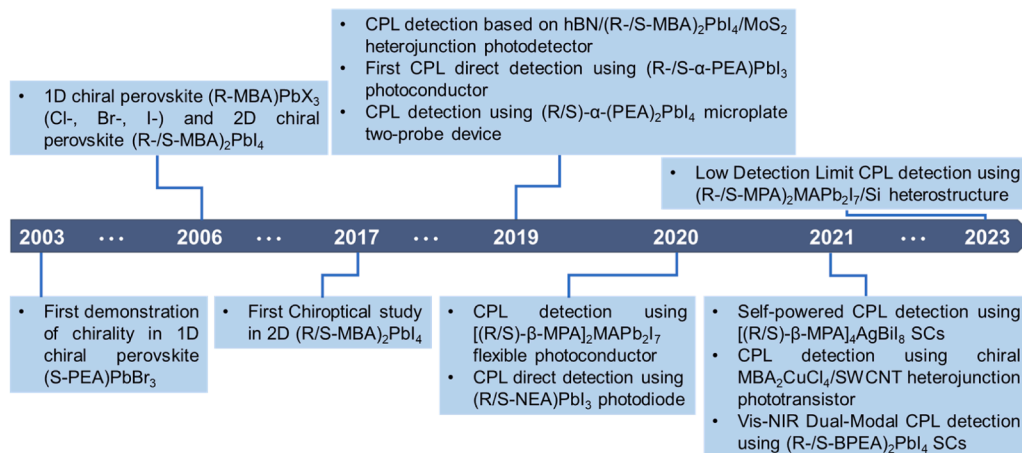 • CPL detection based on hBN/(R-/S-MBA)₂PbI₄/MoS₂
heterojunction photodetector
• First CPL direct detection using (R-/S-α-PEA)PbI₃
photoconductor
• CPL detection using (R/S)-α-(PEA)₂PbI₄ microplate
two-probe device
• 1D chiral perovskite (R-MBA)PbX₃
(Cl-, Br-, I-) and 2D chiral
perovskite (R-/S-MBA)₂PbI₄
• Low Detection Limit CPL detection using
(R-/S-MPA)₂MAPb₂I₇/Si heterostructure
2003 ... 2006 ... 2017 ... 2019 2020 2021 ... 2023
• First demonstration
of chirality in 1D
chiral perovskite
(S-PEA)PbBr₃
• First Chiroptical study
in 2D (R/S-MBA)₂PbI₄
• CPL detection using
[(R/S)-β-MPA]₂MAPb₂I₇
flexible photoconductor
• CPL direct detection using
(R/S-NEA)PbI₃ photodiode
• Self-powered CPL detection using
[(R/S)-β-MPA]₄AgBiI₈ SCs
• CPL detection using chiral
MBA₂CuCl₄/SWCNT heterojunction
phototransistor
• Vis-NIR Dual-Modal CPL detection
using (R-/S-BPEA)₂PbI₄ SCs